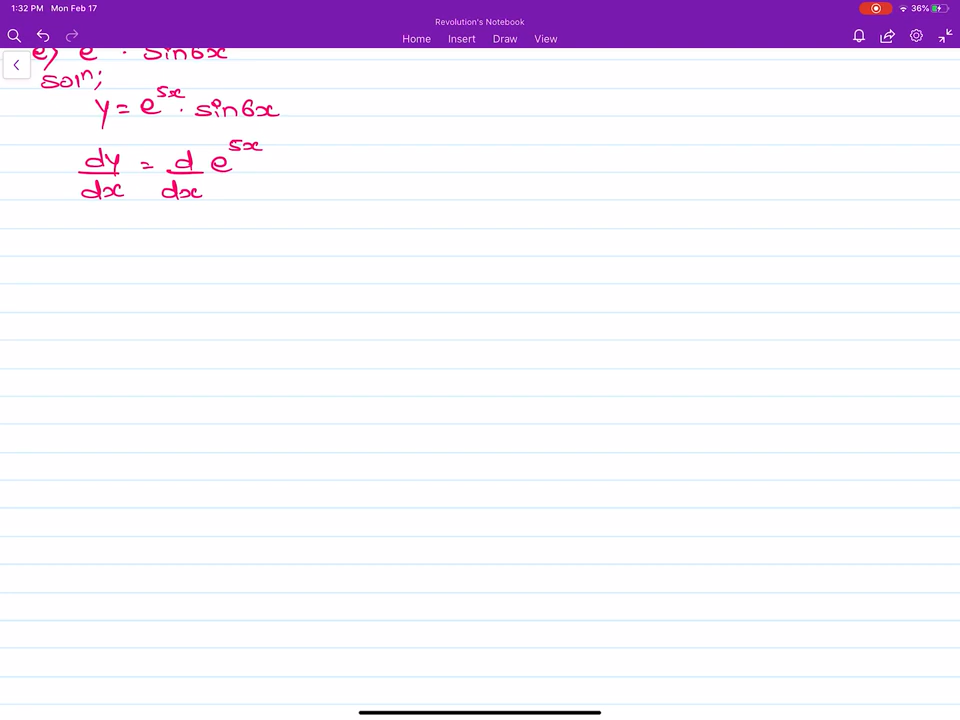 1:32 PM Mon Feb 17
36%
Revolution's Notebook
Home Insert Draw View
e) e · sin6x
soln;
y = e^5x · sin6x
dy/dx = d/dx e^5x